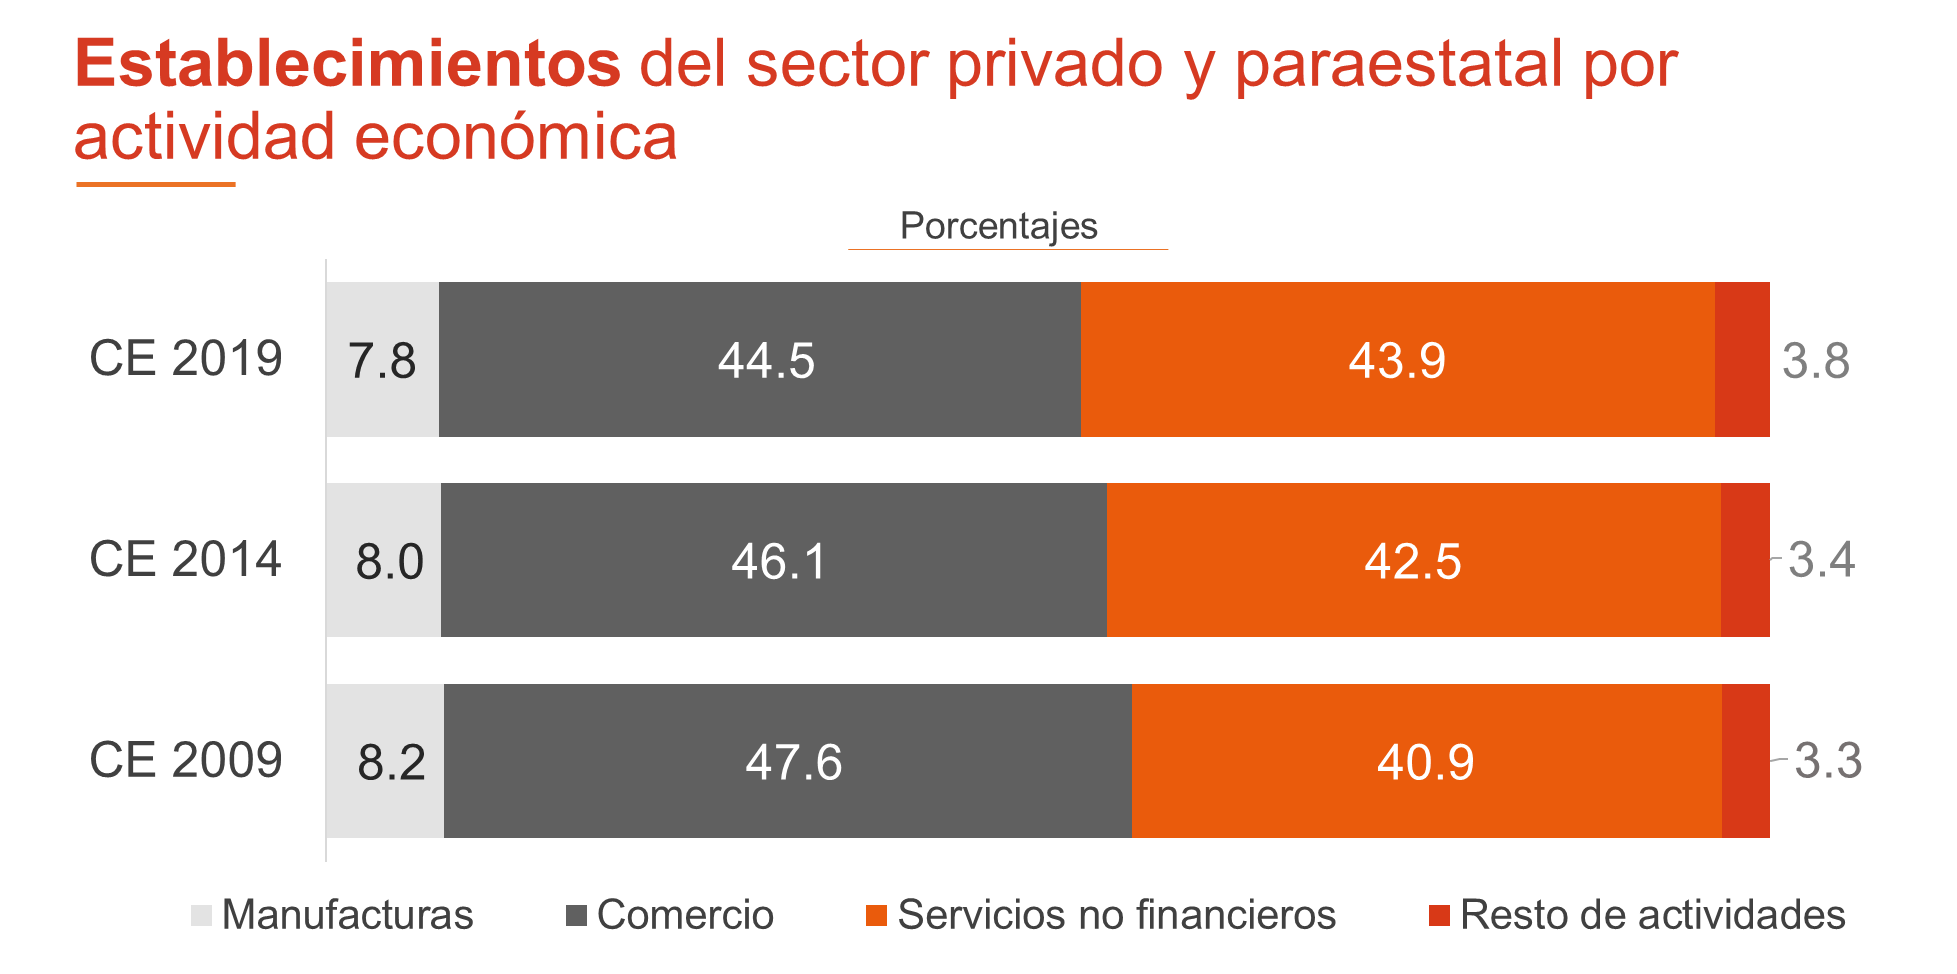 Establecimientos del sector privado y paraestatal por
actividad económica
Porcentajes
CE 2019 7.8 44.5 43.9 3.8
CE 2014 8.0 46.1 42.5 3.4
CE 2009 8.2 47.6 40.9 3.3
Manufacturas Comercio Servicios no financieros Resto de actividades